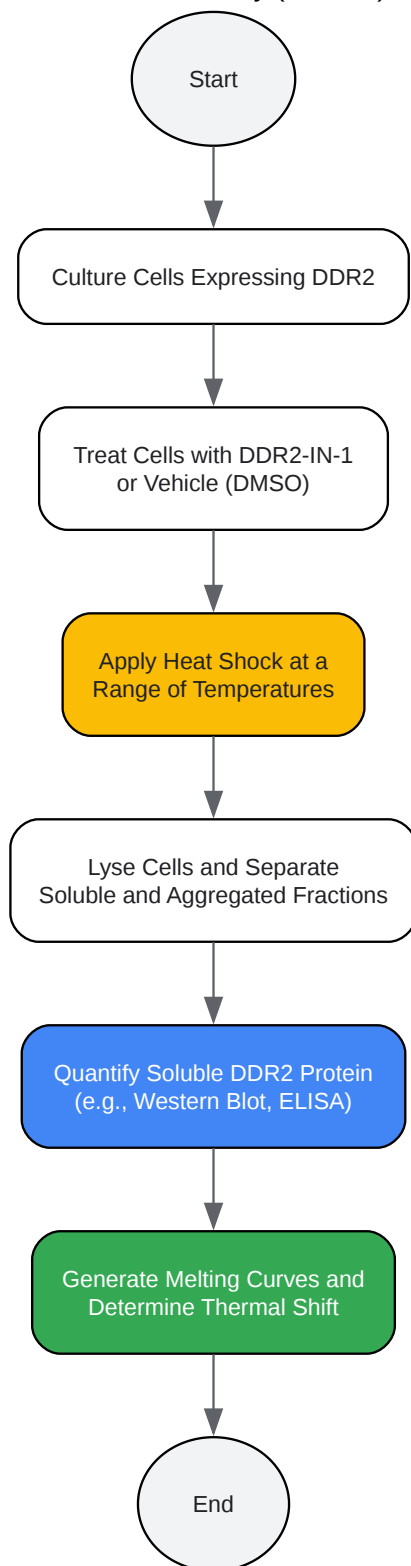 Start
Culture Cells Expressing DDR2
Treat Cells with DDR2-IN-1
or Vehicle (DMSO)
Apply Heat Shock at a
Range of Temperatures
Lyse Cells and Separate
Soluble and Aggregated Fractions
Quantify Soluble DDR2 Protein
(e.g., Western Blot, ELISA)
Generate Melting Curves and
Determine Thermal Shift
End